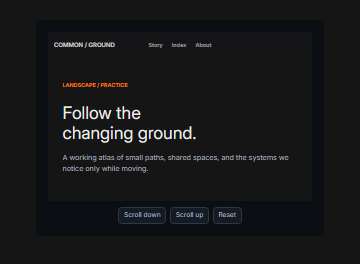 COMMON / GROUND
Story Index About
LANDSCAPE / PRACTICE
Follow the
changing ground.
A working atlas of small paths, shared spaces, and the systems we
notice only while moving.
Scroll down Scroll up Reset